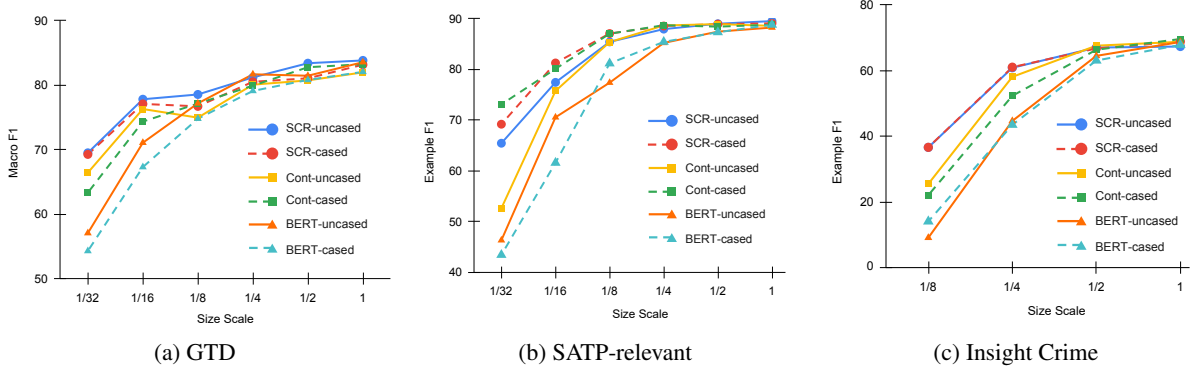 90
80
70
60
50
Macro F1
1/32 1/16 1/8 1/4 1/2 1
Size Scale
SCR-uncased
SCR-cased
Cont-uncased
Cont-cased
BERT-uncased
BERT-cased
(a) GTD
90
80
70
60
50
40
Example F1
1/32 1/16 1/8 1/4 1/2 1
Size Scale
SCR-uncased
SCR-cased
Cont-uncased
Cont-cased
BERT-uncased
BERT-cased
(b) SATP-relevant
80
60
40
20
0
Example F1
1/8 1/4 1/2 1
Size Scale
SCR-uncased
SCR-cased
Cont-uncased
Cont-cased
BERT-uncased
BERT-cased
(c) Insight Crime